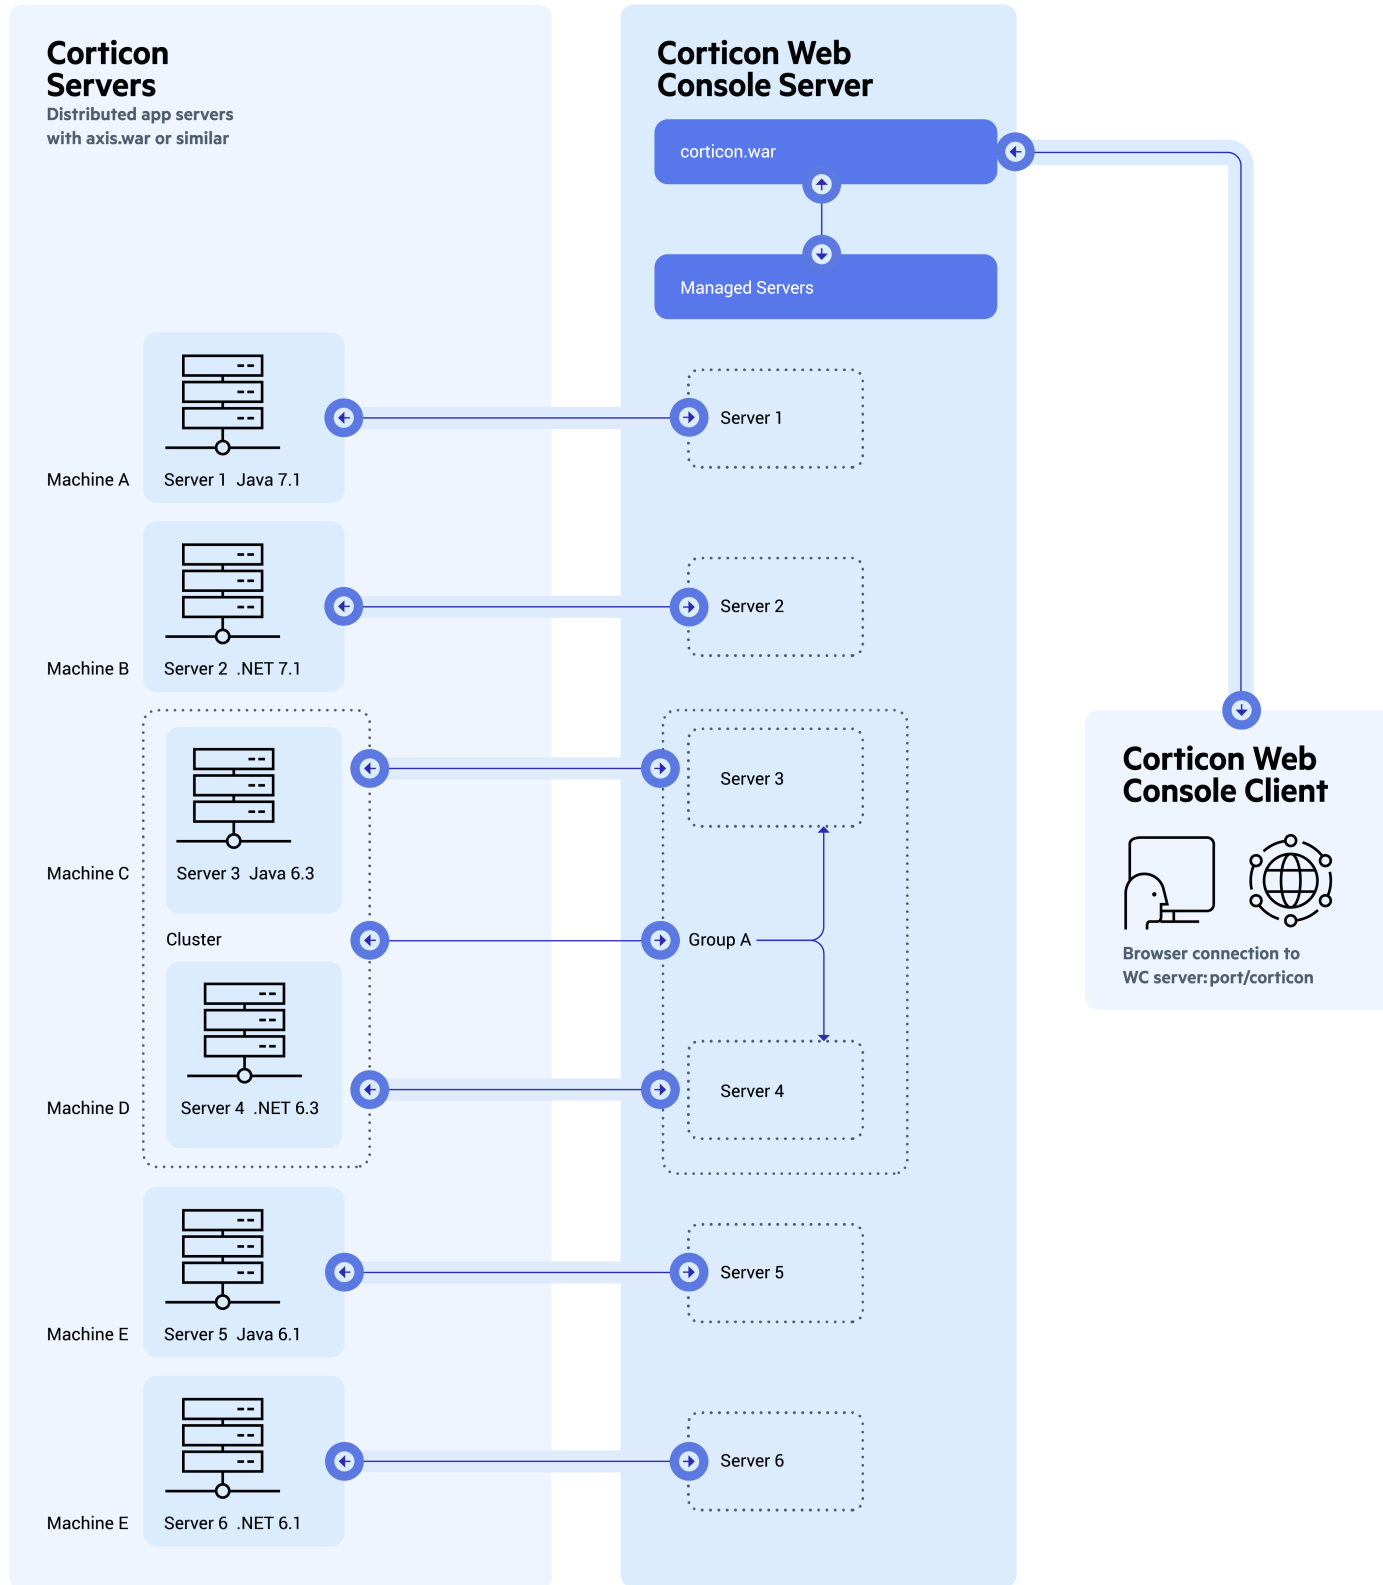 Corticon
Servers
Distributed app servers
with axis.war or similar
Machine A
Server 1 Java 7.1
Machine B
Server 2 .NET 7.1
Machine C
Server 3 Java 6.3
Cluster
Machine D
Server 4 .NET 6.3
Machine E
Server 5 Java 6.1
Machine E
Server 6 .NET 6.1
Corticon Web
Console Server
corticon.war
Managed Servers
Server 1
Server 2
Server 3
Group A
Server 4
Server 5
Server 6
Corticon Web
Console Client
Browser connection to
WC server:port/corticon